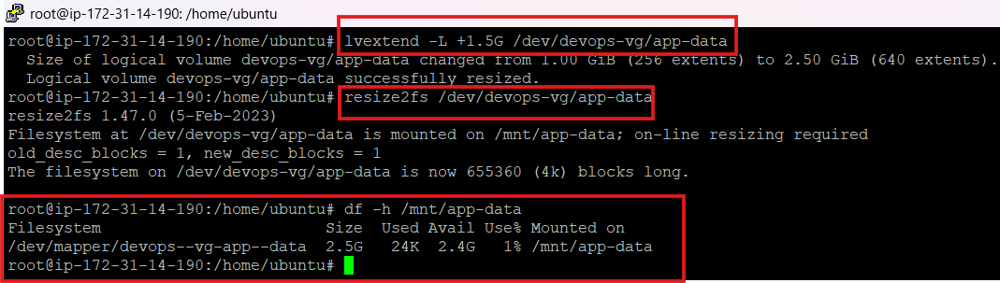 root@ip-172-31-14-190: /home/ubuntu
root@ip-172-31-14-190:/home/ubuntu# lvextend -L +1.5G /dev/devops-vg/app-data
  Size of logical volume devops-vg/app-data changed from 1.00 GiB (256 extents) to 2.50 GiB (640 extents).
  Logical volume devops-vg/app-data successfully resized.
root@ip-172-31-14-190:/home/ubuntu# resize2fs /dev/devops-vg/app-data
resize2fs 1.47.0 (5-Feb-2023)
Filesystem at /dev/devops-vg/app-data is mounted on /mnt/app-data; on-line resizing required
old_desc_blocks = 1, new_desc_blocks = 1
The filesystem on /dev/devops-vg/app-data is now 655360 (4k) blocks long.
root@ip-172-31-14-190:/home/ubuntu# df -h /mnt/app-data
Filesystem                        Size  Used Avail Use% Mounted on
/dev/mapper/devops--vg-app--data  2.5G   24K  2.4G   1% /mnt/app-data
root@ip-172-31-14-190:/home/ubuntu#